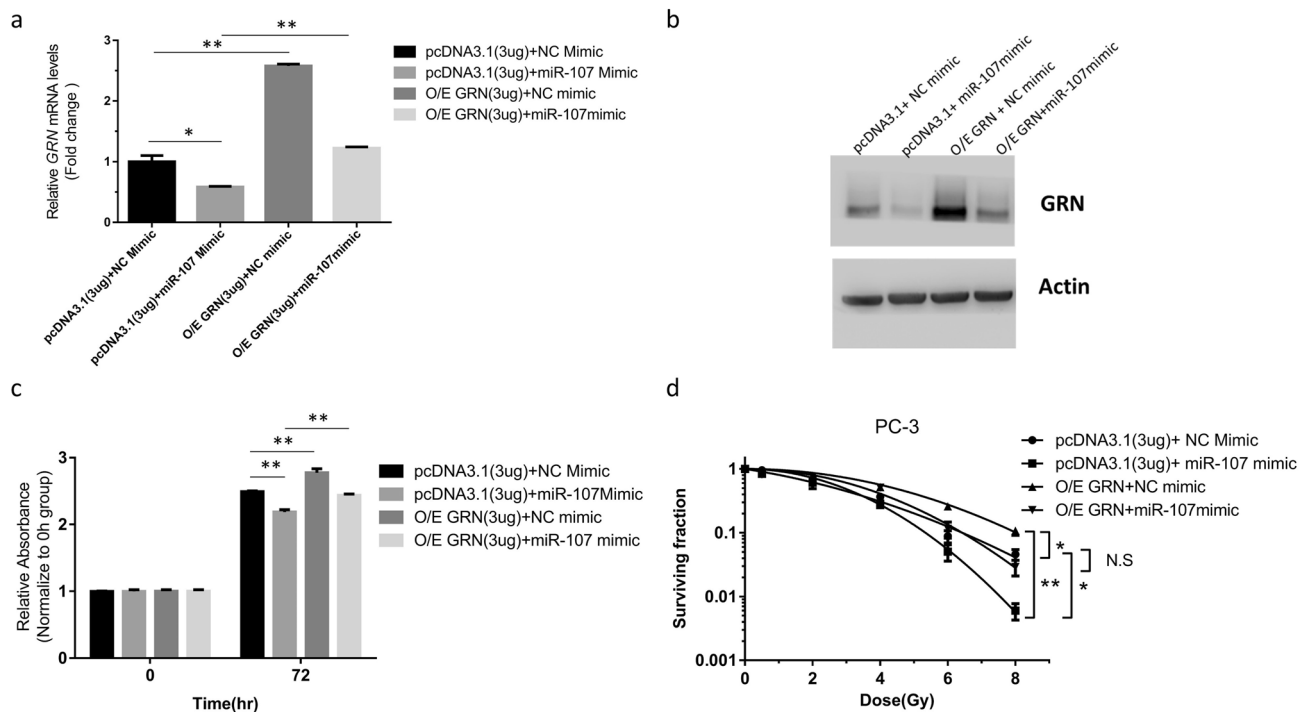 a
**
**
*
3
2
1
0
Relative GRN mRNA levels
(Fold change )
pcDNA3.1(3ug)+NC Mimic
pcDNA3.1(3ug)+miR-107 Mimic
O/E GRN(3ug)+NC mimic
O/E GRN(3ug)+miR-107mimic
pcDNA3.1(3ug)+NC Mimic
pcDNA3.1(3ug)+miR-107 Mimic
O/E GRN(3ug)+NC mimic
O/E GRN(3ug)+miR-107mimic
b
pcDNA3.1+ NC mimic
pcDNA3.1+ miR-107mimic
O/E GRN + NC mimic
O/E GRN+miR-107mimic
GRN
Actin
c
**
**
**
3
2
1
0
Relative Absorbance
(Normalize to 0h group)
0
72
Time(hr)
pcDNA3.1(3ug)+NC Mimic
pcDNA3.1(3ug)+miR-107Mimic
O/E GRN(3ug)+NC mimic
O/E GRN(3ug)+miR-107 mimic
d
PC-3
pcDNA3.1(3ug)+ NC Mimic
pcDNA3.1(3ug)+ miR-107 mimic
O/E GRN+NC mimic
O/E GRN+miR-107mimic
1
0.1
0.01
0.001
Surviving fraction
0
2
4
6
8
Dose(Gy)
*
N.S
**
*